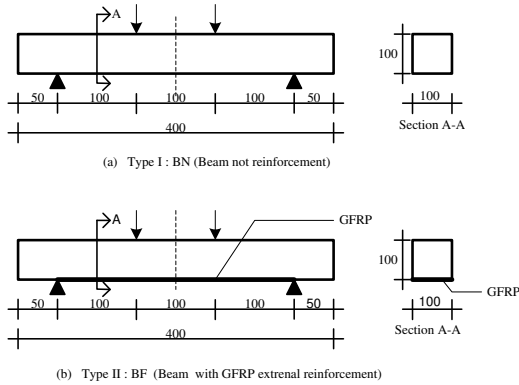 A
100
50 100 100 100 50
100
400
Section A-A
(a) Type I : BN (Beam not reinforcement)
A
GFRP
100
GFRP
50 100 100 100 50
100
400
Section A-A
(b) Type II : BF (Beam with GFRP extrenal reinforcement)